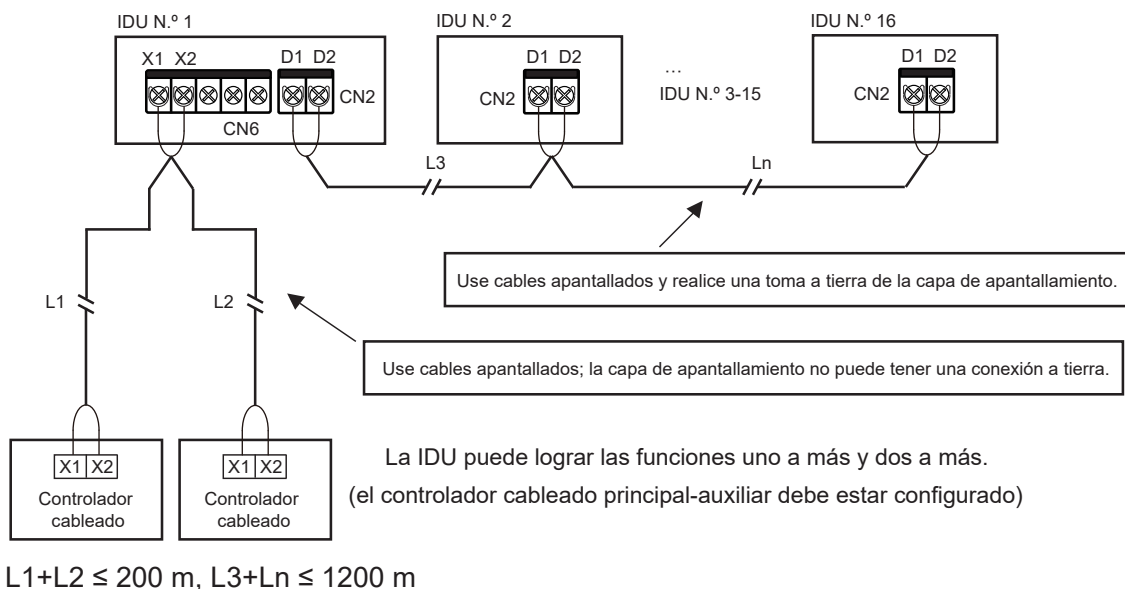 IDU N.º 1
IDU N.º 2
IDU N.º 16
X1 X2
D1 D2
CN2
CN6
D1 D2
CN2
...
IDU N.º 3-15
D1 D2
CN2
L3
Ln
Use cables apantallados y realice una toma a tierra de la capa de apantallamiento.
L1
L2
Use cables apantallados; la capa de apantallamiento no puede tener una conexión a tierra.
X1 X2
Controlador
cableado
X1 X2
Controlador
cableado
La IDU puede lograr las funciones uno a más y dos a más.
(el controlador cableado principal-auxiliar debe estar configurado)
L1+L2 ≤ 200 m, L3+Ln ≤ 1200 m